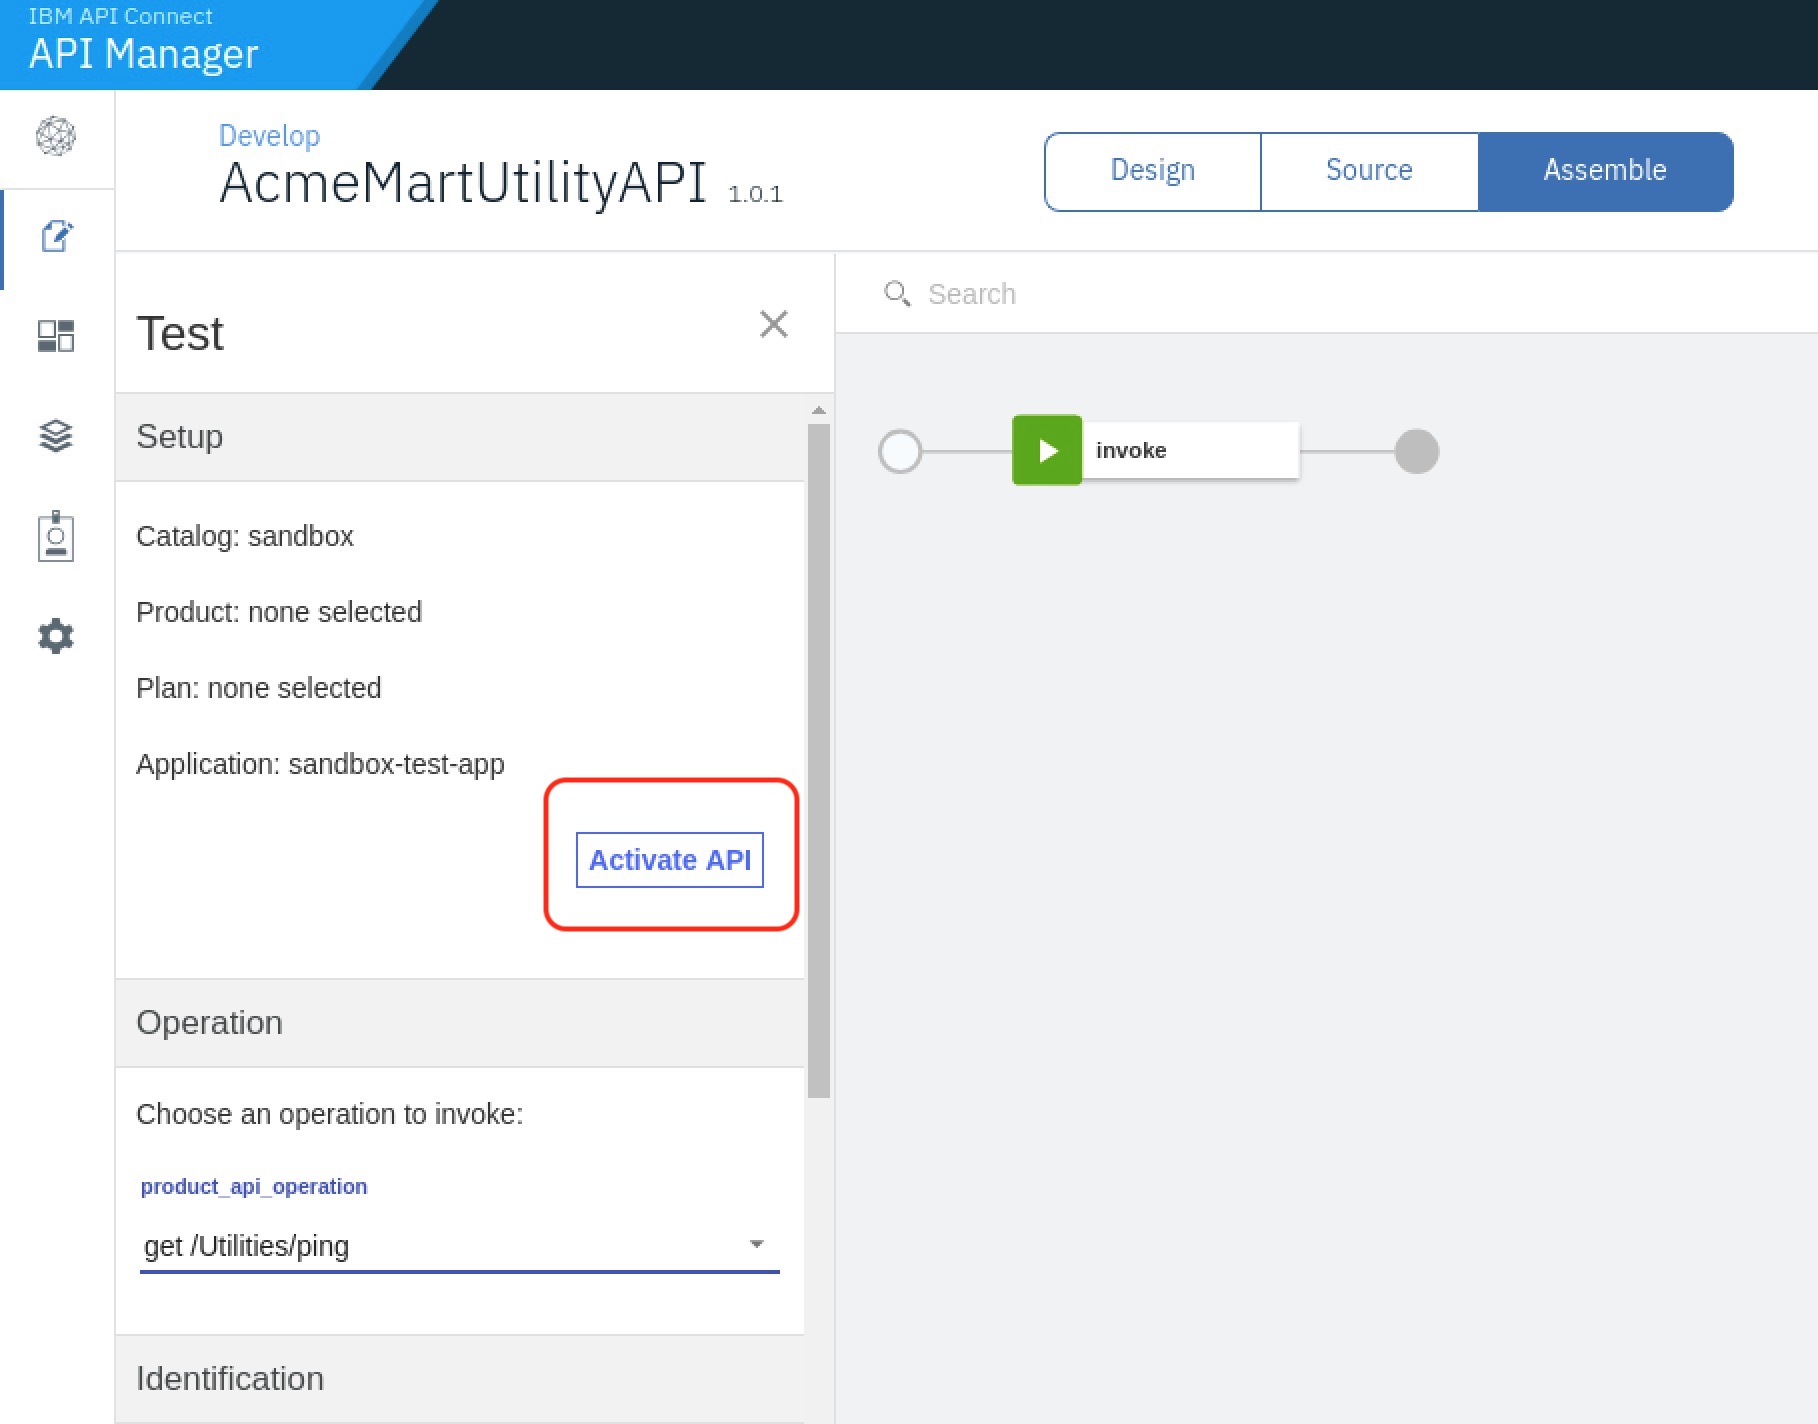 IBM API Connect
API Manager
Develop
AcmeMartUtilityAPI 1.0.1
Design
Source
Assemble
Test
Search
Setup
invoke
Catalog: sandbox
Product: none selected
Plan: none selected
Application: sandbox-test-app
Activate API
Operation
Choose an operation to invoke:
product_api_operation
get /Utilities/ping
Identification